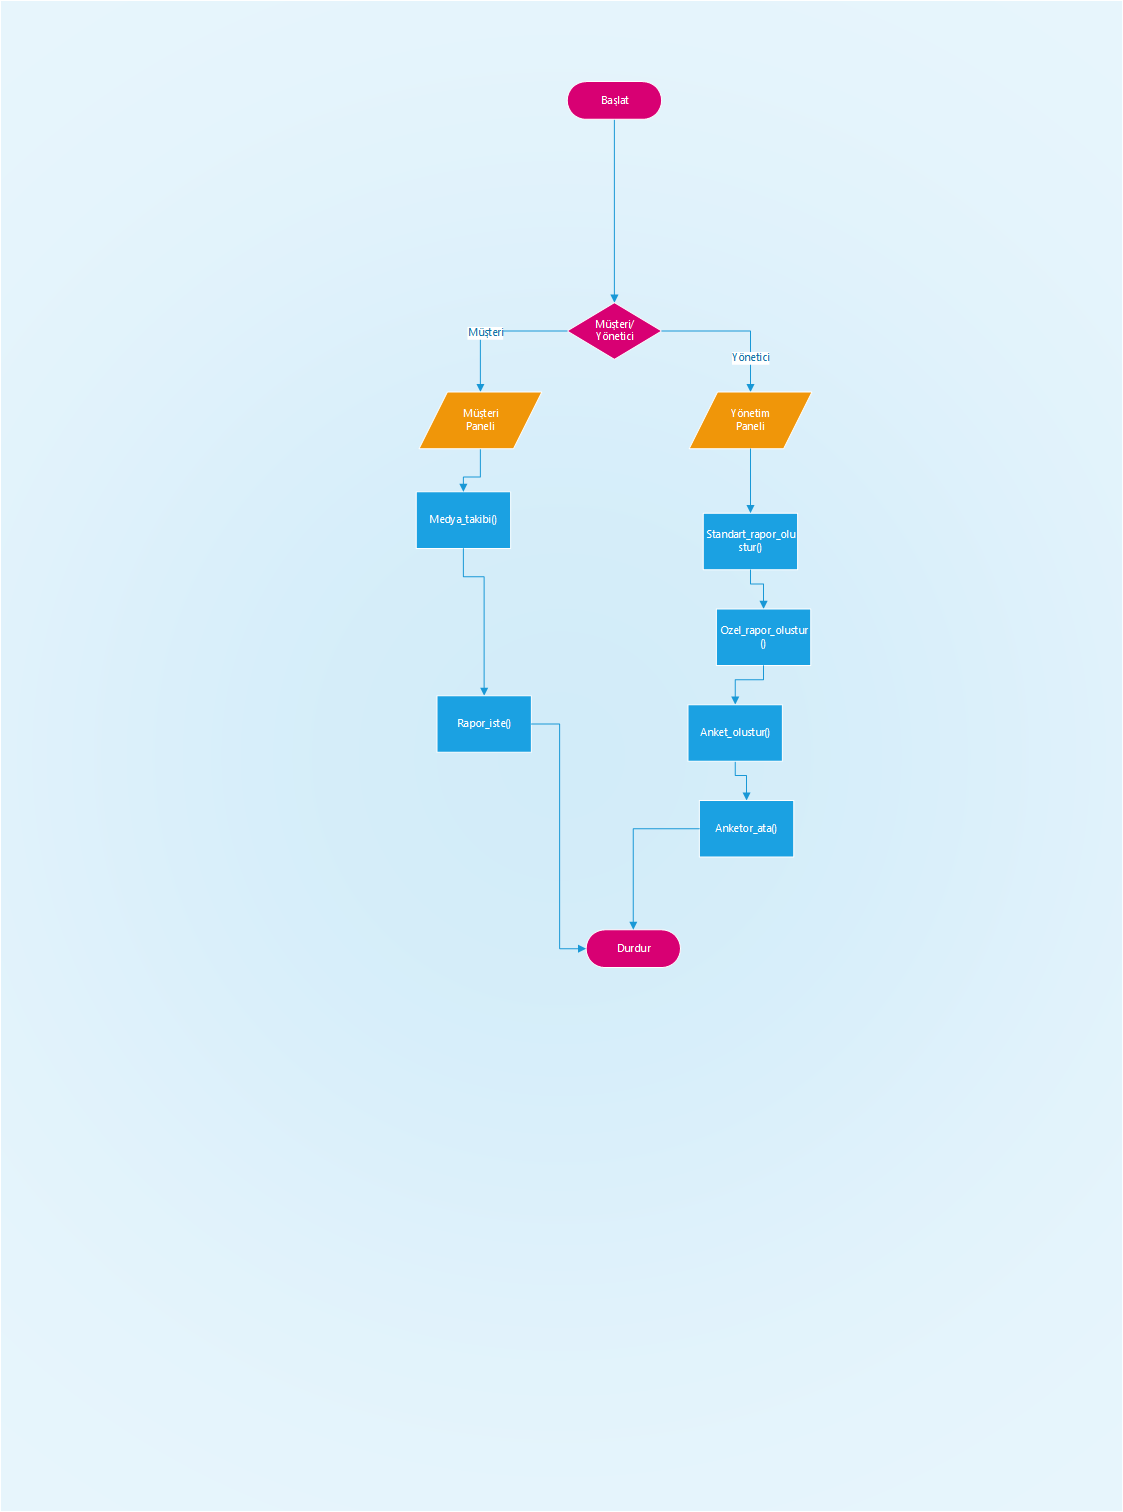 Başlat
Müşteri/
Yönetici
Müşteri
Yönetici
Müşteri
Paneli
Yönetim
Paneli
Medya_takibi()
Standart_rapor_olu
stur()
Ozel_rapor_olustur
()
Rapor_iste()
Anket_olustur()
Anketor_ata()
Durdur